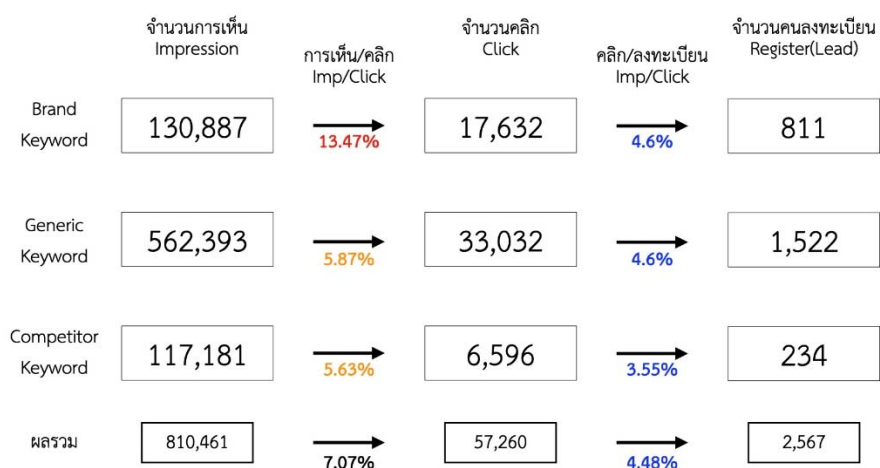 จำนวนการเห็น
Impression
การเห็น/คลิก
Imp/Click
จำนวนคลิก
Click
คลิก/ลงทะเบียน
Imp/Click
จำนวนคนลงทะเบียน
Register(Lead)
Brand
Keyword
130,887
13.47%
17,632
4.6%
811
Generic
Keyword
562,393
5.87%
33,032
4.6%
1,522
Competitor
Keyword
117,181
5.63%
6,596
3.55%
234
ผลรวม
810,461
7.07%
57,260
4.48%
2,567